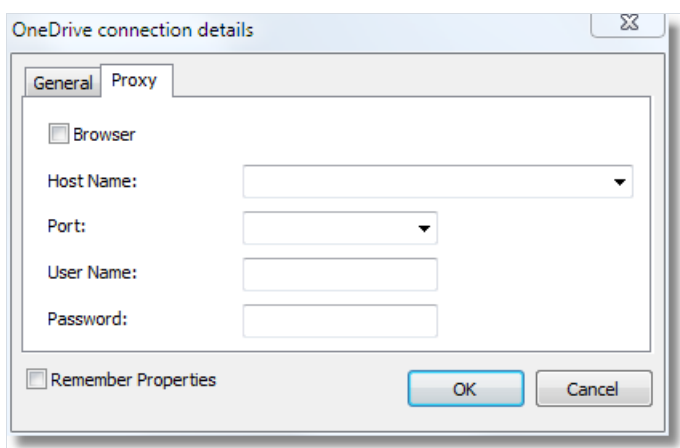 OneDrive connection details
General Proxy
Browser
Host Name:
Port:
User Name:
Password:
Remember Properties OK Cancel